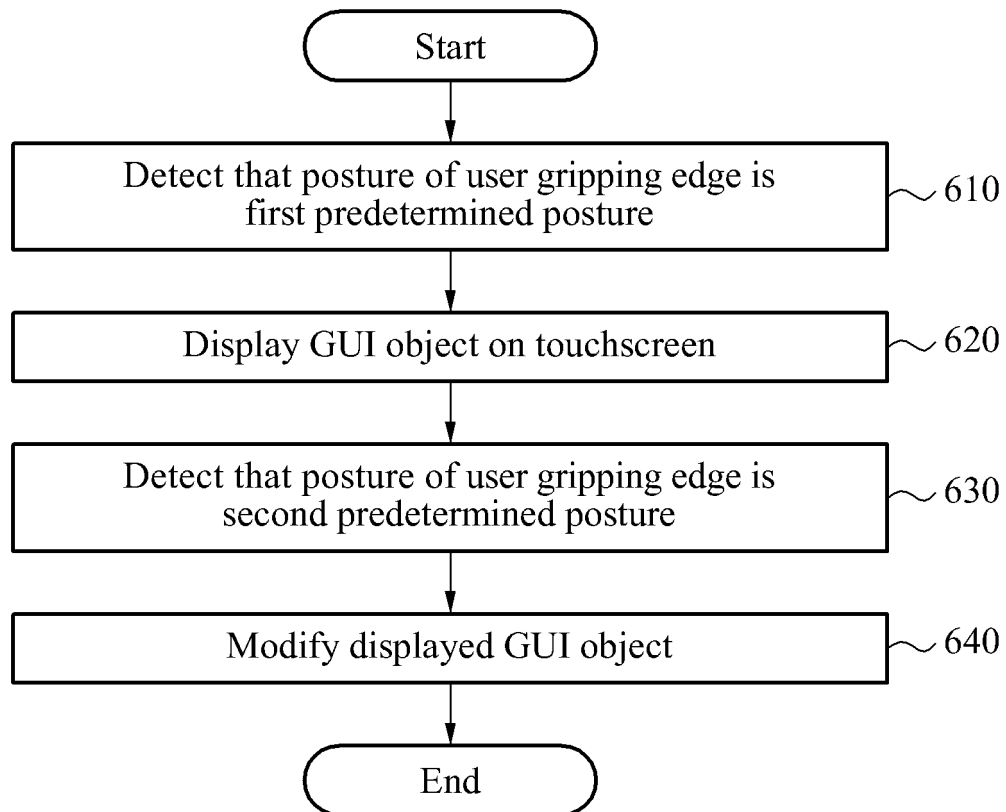 Start
Detect that posture of user gripping edge is
first predetermined posture
610
Display GUI object on touchscreen
620
Detect that posture of user gripping edge is
second predetermined posture
630
Modify displayed GUI object
640
End